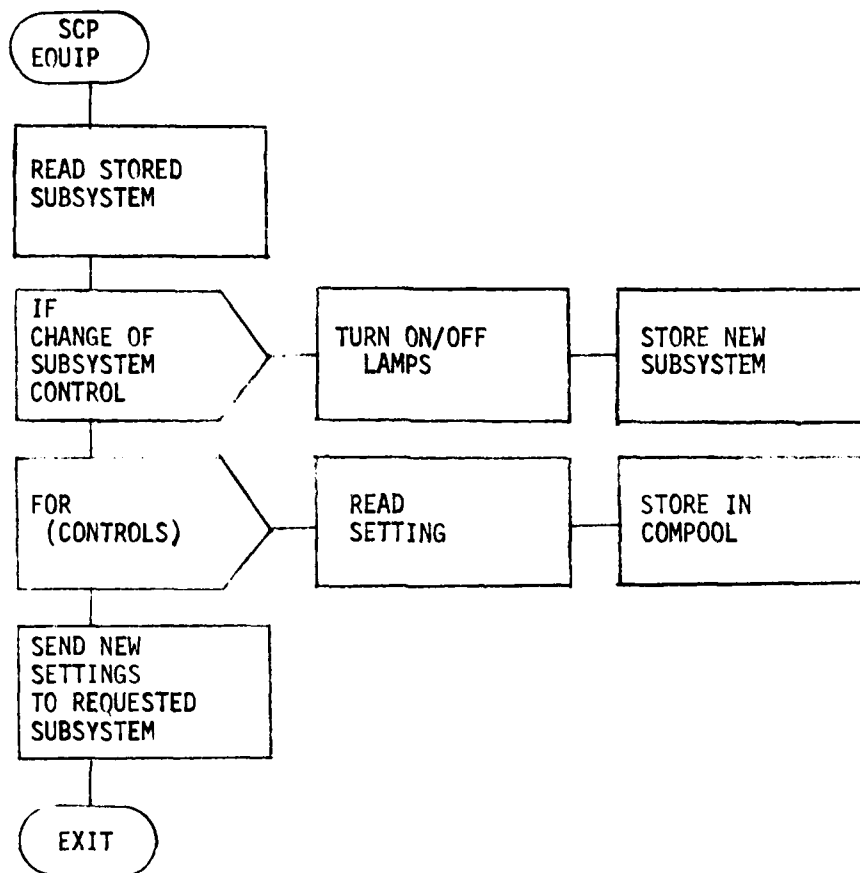 SCP
EQUIP
READ STORED
SUBSYSTEM
IF
CHANGE OF
SUBSYSTEM
CONTROL
TURN ON/OFF
LAMPS
STORE NEW
SUBSYSTEM
FOR
(CONTROLS)
READ
SETTING
STORE IN
COMPOOL
SEND NEW
SETTINGS
TO REQUESTED
SUBSYSTEM
EXIT